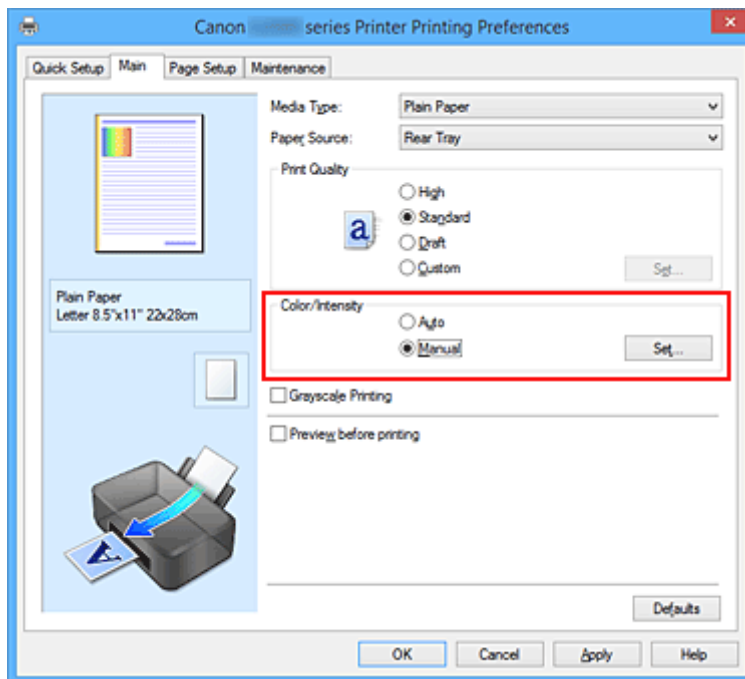 Canon series Printer Printing Preferences
Quick Setup Main Page Setup Maintenance
Media Type: Plain Paper
Paper Source: Rear Tray
Print Quality
High
Standard
Draft
Custom Set...
Plain Paper
Letter 8.5"x11" 22x28cm
Color/Intensity
Auto
Manual Set...
Grayscale Printing
Preview before printing
Defaults
OK Cancel Apply Help
a
A